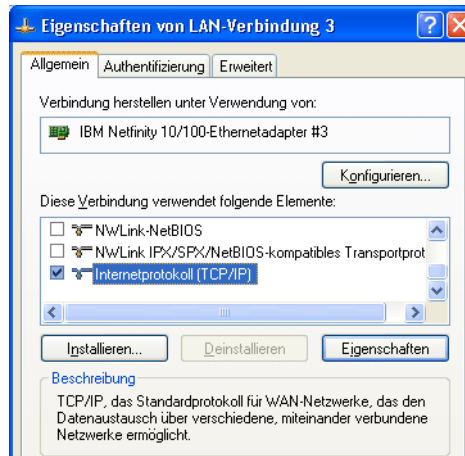 Eigenschaften von LAN-Verbindung 3
Allgemein Authentifizierung Erweitert
Verbindung herstellen unter Verwendung von:
IBM Netfinity 10/100-Ethernetadapter #3
Konfigurieren...
Diese Verbindung verwendet folgende Elemente:
NWLink-NetBIOS
NWLink IPX/SPX/NetBIOS-kompatibles Transportprot
Internetprotokoll (TCP/IP)
Installieren... Deinstallieren Eigenschaften
Beschreibung
TCP/IP, das Standardprotokoll für WAN-Netzwerke, das den
Datenaustausch über verschiedene, miteinander verbundene
Netzwerke ermöglicht.